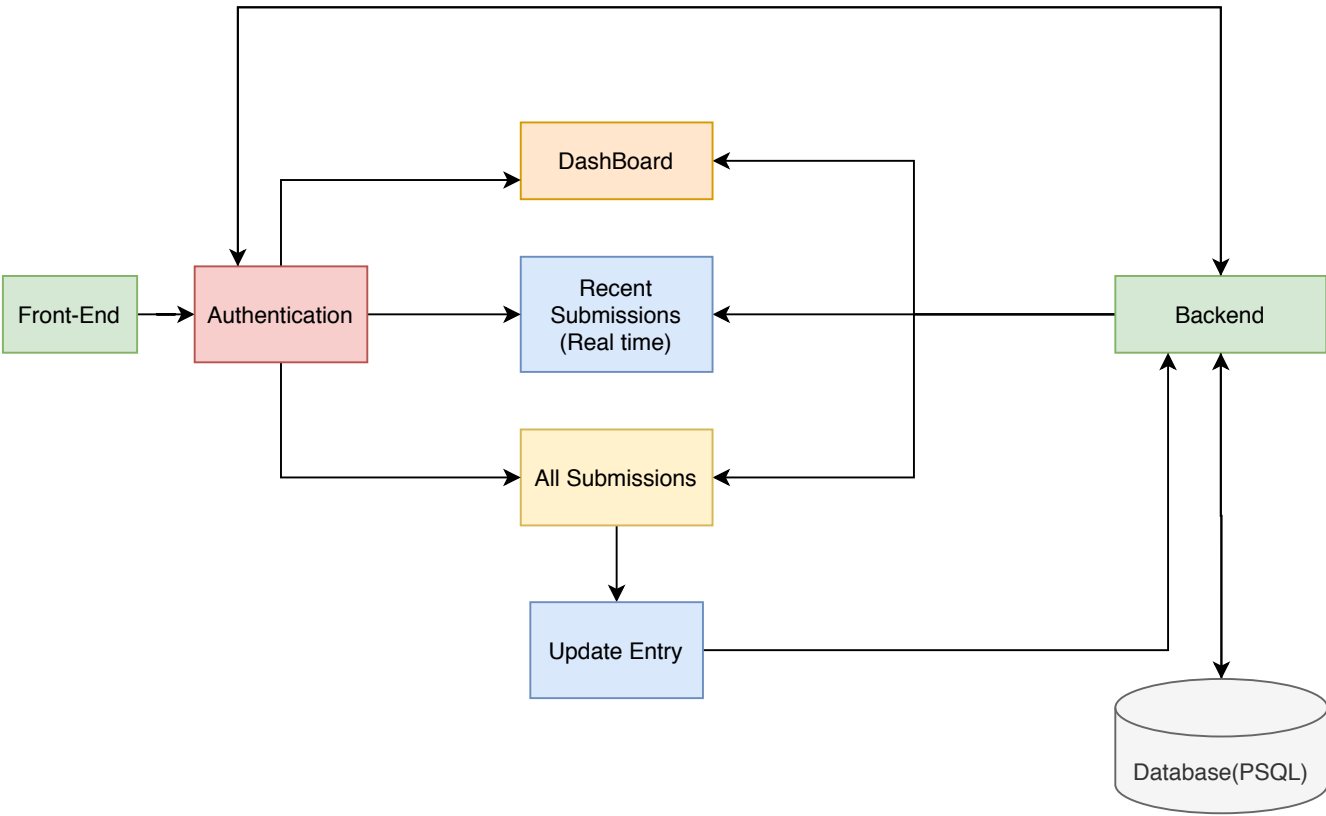 DashBoard
Front-End
Authentication
Recent
Submissions
(Real time)
Backend
All Submissions
Update Entry
Database(PSQL)